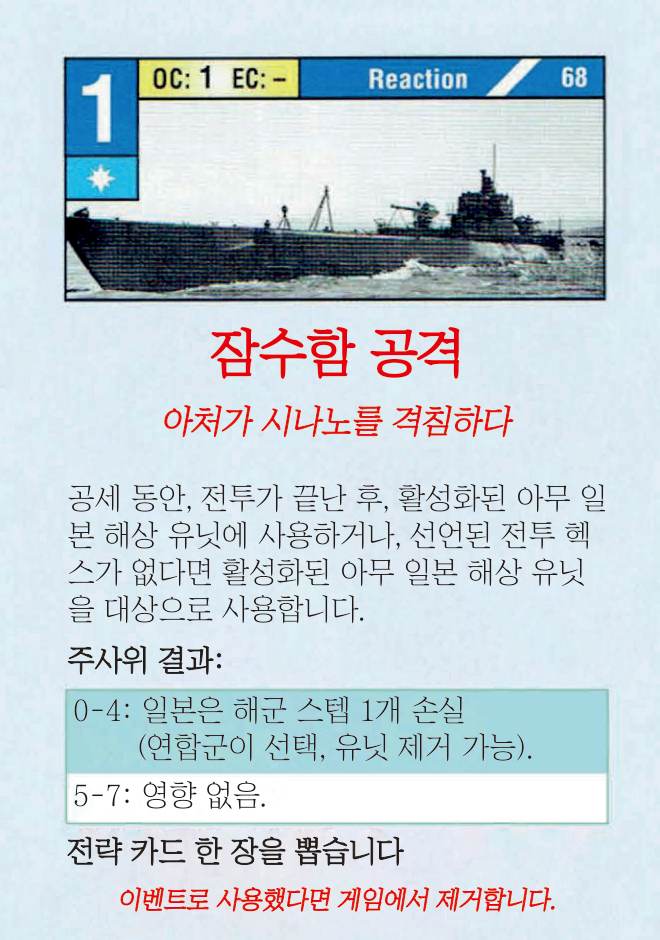 1
OC: 1 EC: – Reaction 68
잠수함 공격
아처가 시나노를 격침하다
공세 동안, 전투가 끝난 후, 활성화된 아무 일
본 해상 유닛에 사용하거나, 선언된 전투 헥
스가 없다면 활성화된 아무 일본 해상 유닛
을 대상으로 사용합니다.
주사위 결과:
0-4: 일본은 해군 스텝 1개 손실
(연합군이 선택, 유닛 제거 가능).
5-7: 영향 없음.
전략 카드 한 장을 뽑습니다
이벤트로 사용했다면 게임에서 제거합니다.